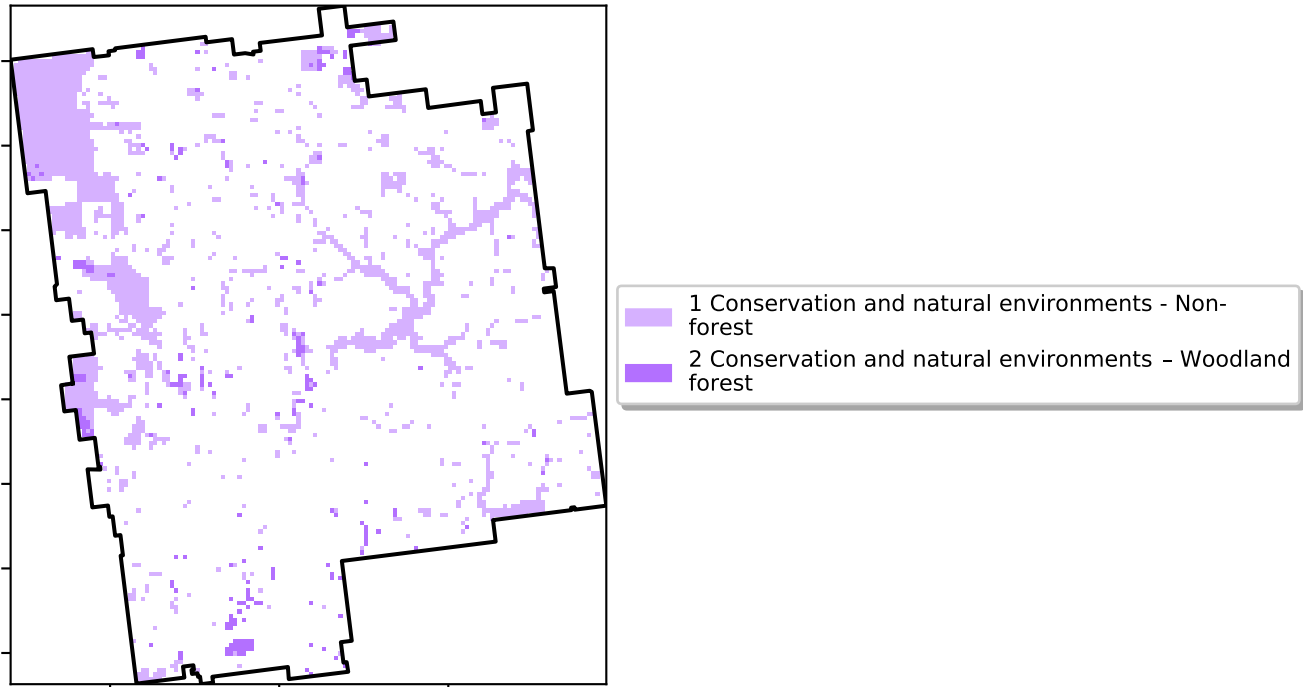 1 Conservation and natural environments - Non-
forest
2 Conservation and natural environments – Woodland
forest